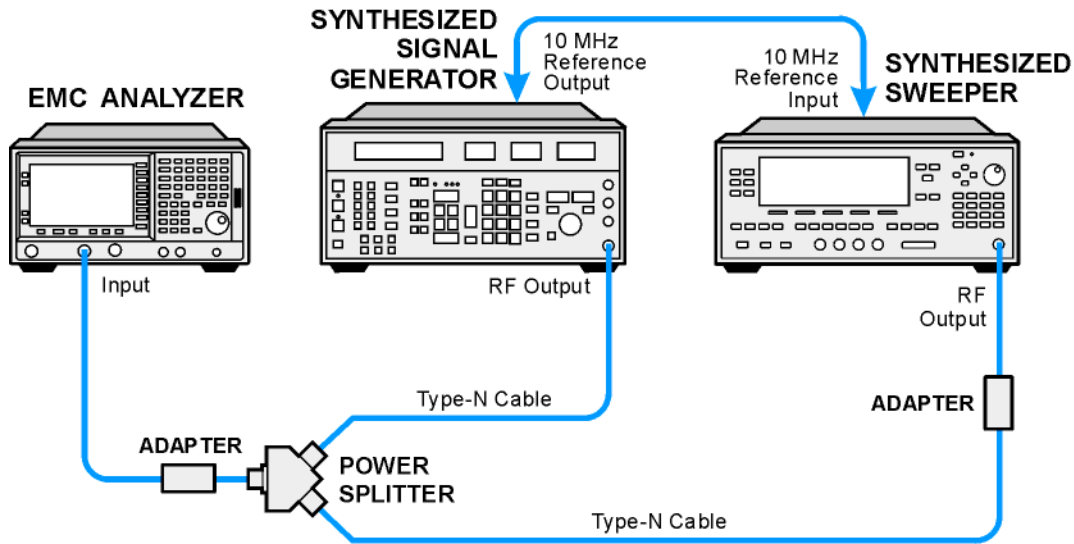 SYNTHESIZED
SIGNAL
GENERATOR
10 MHz
Reference
Output
10 MHz
Reference
Input
SYNTHESIZED
SWEEPER
EMC ANALYZER
Input
RF Output
RF
Output
Type-N Cable
ADAPTER
ADAPTER
POWER
SPLITTER
Type-N Cable